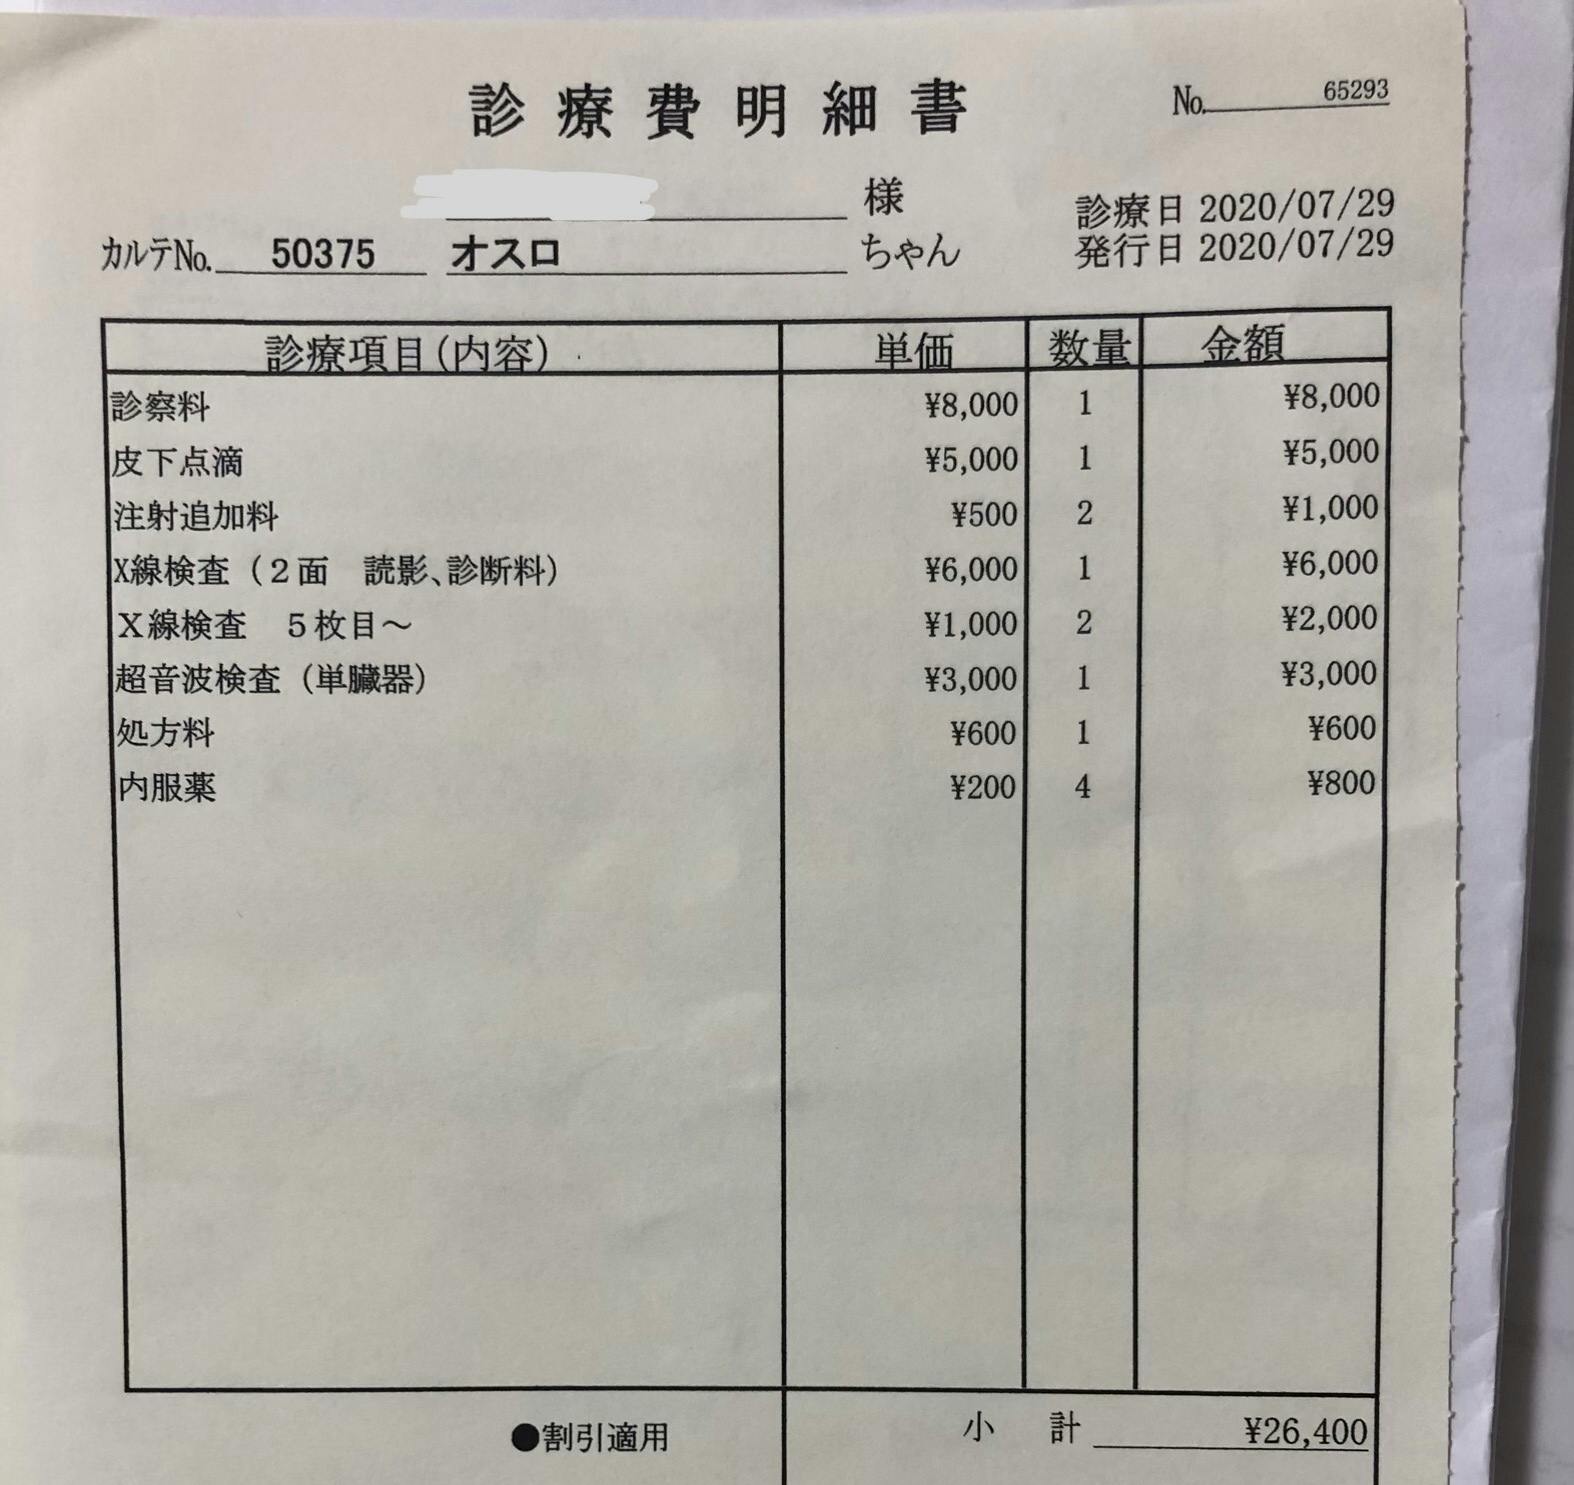 診療費明細書
No. 65293
様
診療日 2020/07/29
カルテNo. 50375 オスロ ちゃん
発行日 2020/07/29
診療項目(内容) 単価 数量 金額
診察料 ¥8,000 1 ¥8,000
皮下点滴 ¥5,000 1 ¥5,000
注射追加料 ¥500 2 ¥1,000
X線検査(2面 読影、診断料) ¥6,000 1 ¥6,000
X線検査 5枚目~ ¥1,000 2 ¥2,000
超音波検査(単臓器) ¥3,000 1 ¥3,000
処方料 ¥600 1 ¥600
内服薬 ¥200 4 ¥800
●割引適用 小計 ¥26,400